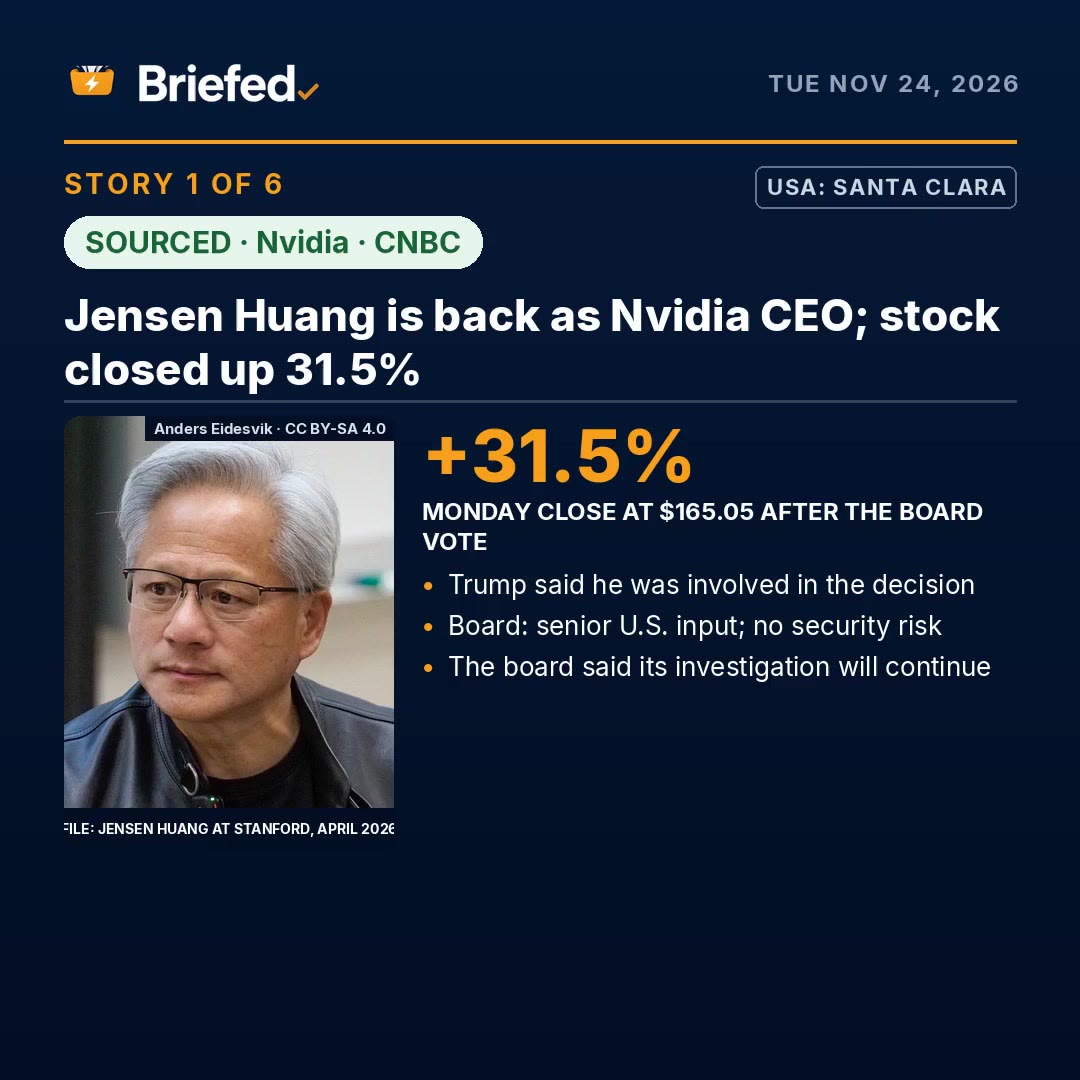 Briefed
TUE NOV 24, 2026
STORY 1 OF 6
USA: SANTA CLARA
SOURCED · Nvidia · CNBC
Jensen Huang is back as Nvidia CEO; stock
closed up 31.5%
Anders Eidesvik · CC BY-SA 4.0
+31.5%
MONDAY CLOSE AT $165.05 AFTER THE BOARD
VOTE
• Trump said he was involved in the decision
• Board: senior U.S. input; no security risk
• The board said its investigation will continue
FILE: JENSEN HUANG AT STANFORD, APRIL 2026